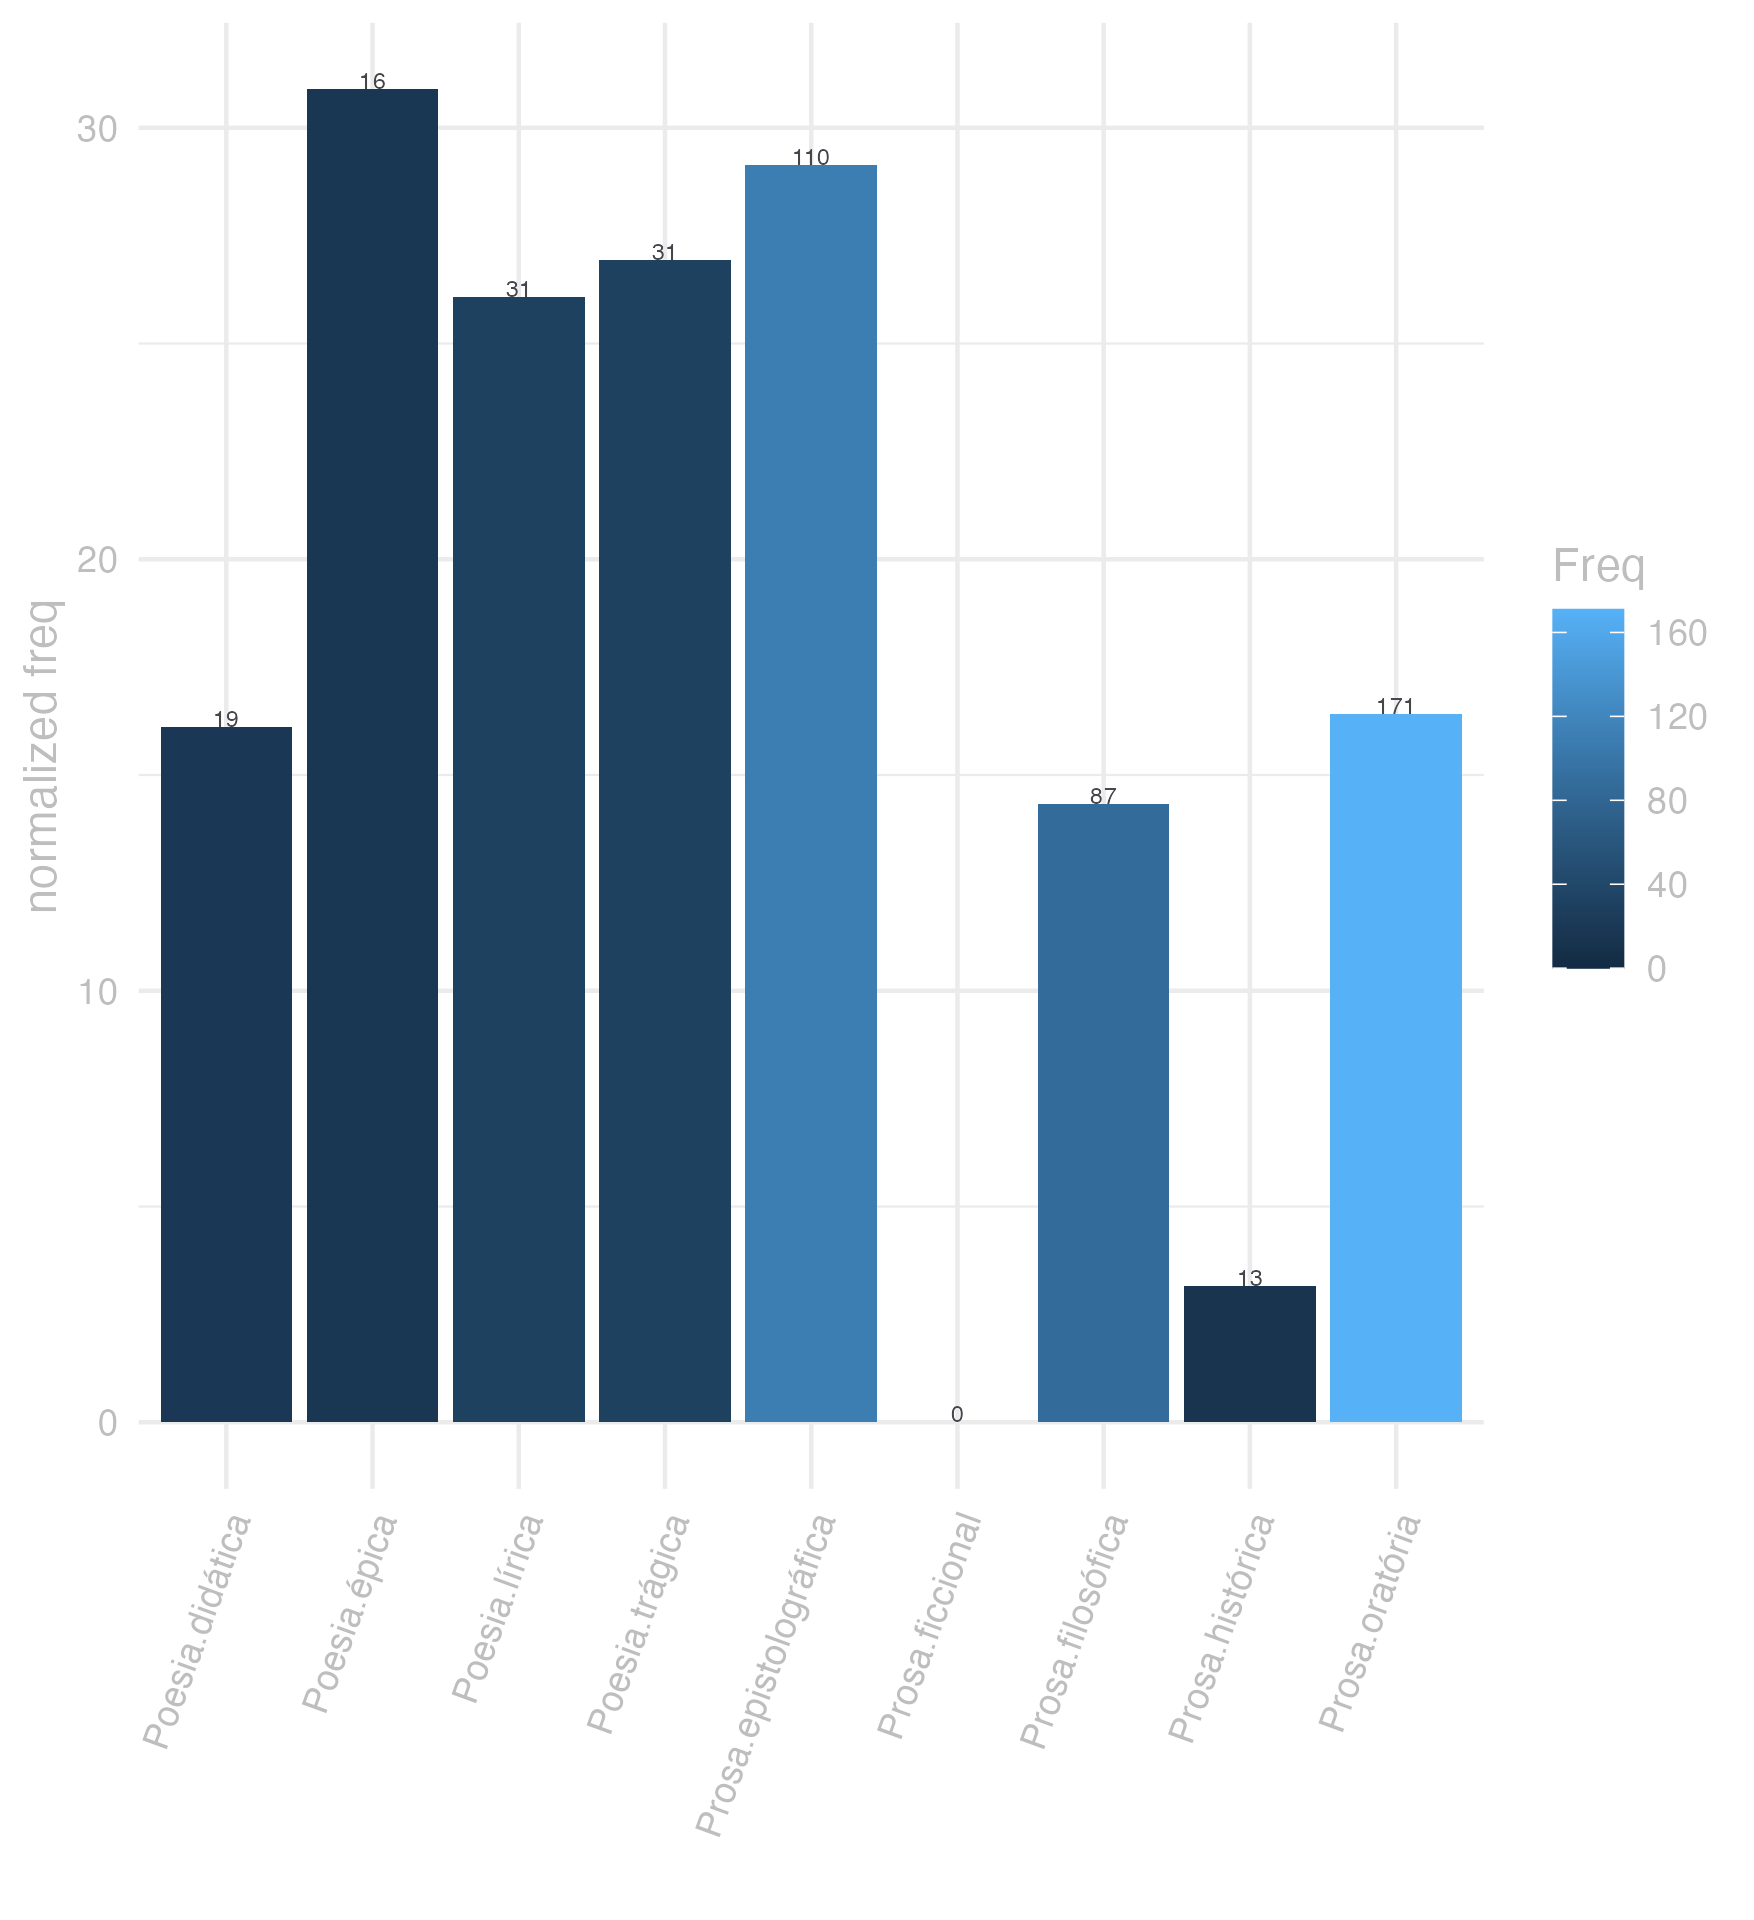 16
110
31
31
19
171
87
13
0
30
20
10
0
normalized freq
Poesia.didática
Poesia.épica
Poesia.lírica
Poesia.trágica
Prosa.epistolográfica
Prosa.ficcional
Prosa.filosófica
Prosa.histórica
Prosa.oratória
Freq
160
120
80
40
0